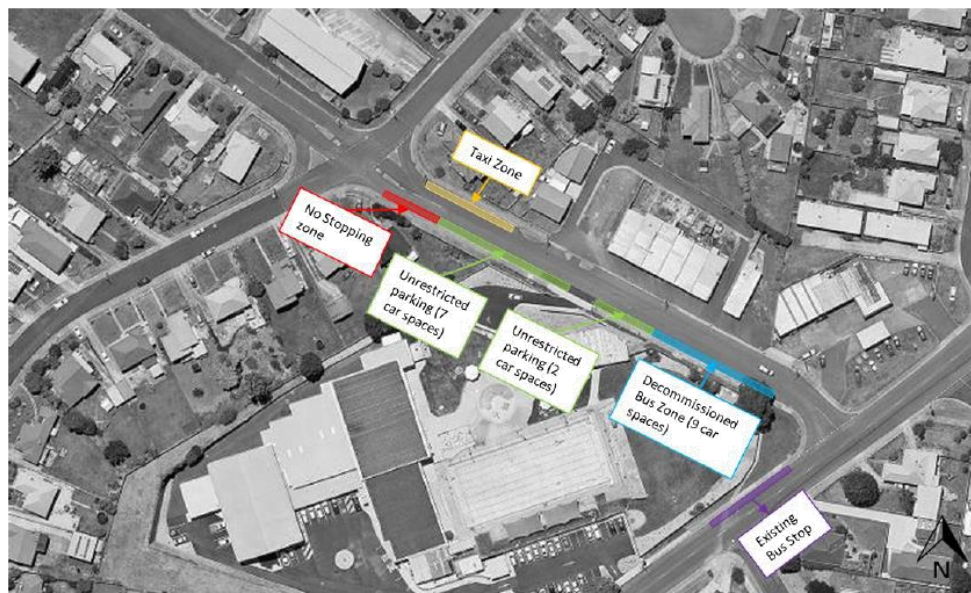 Taxi Zone
No Stopping
zone
Unrestricted
parking (7
car spaces)
Unrestricted
parking (2
car spaces)
Decommissioned
Bus Zone (9 car
spaces)
Existing
Bus Stop
N